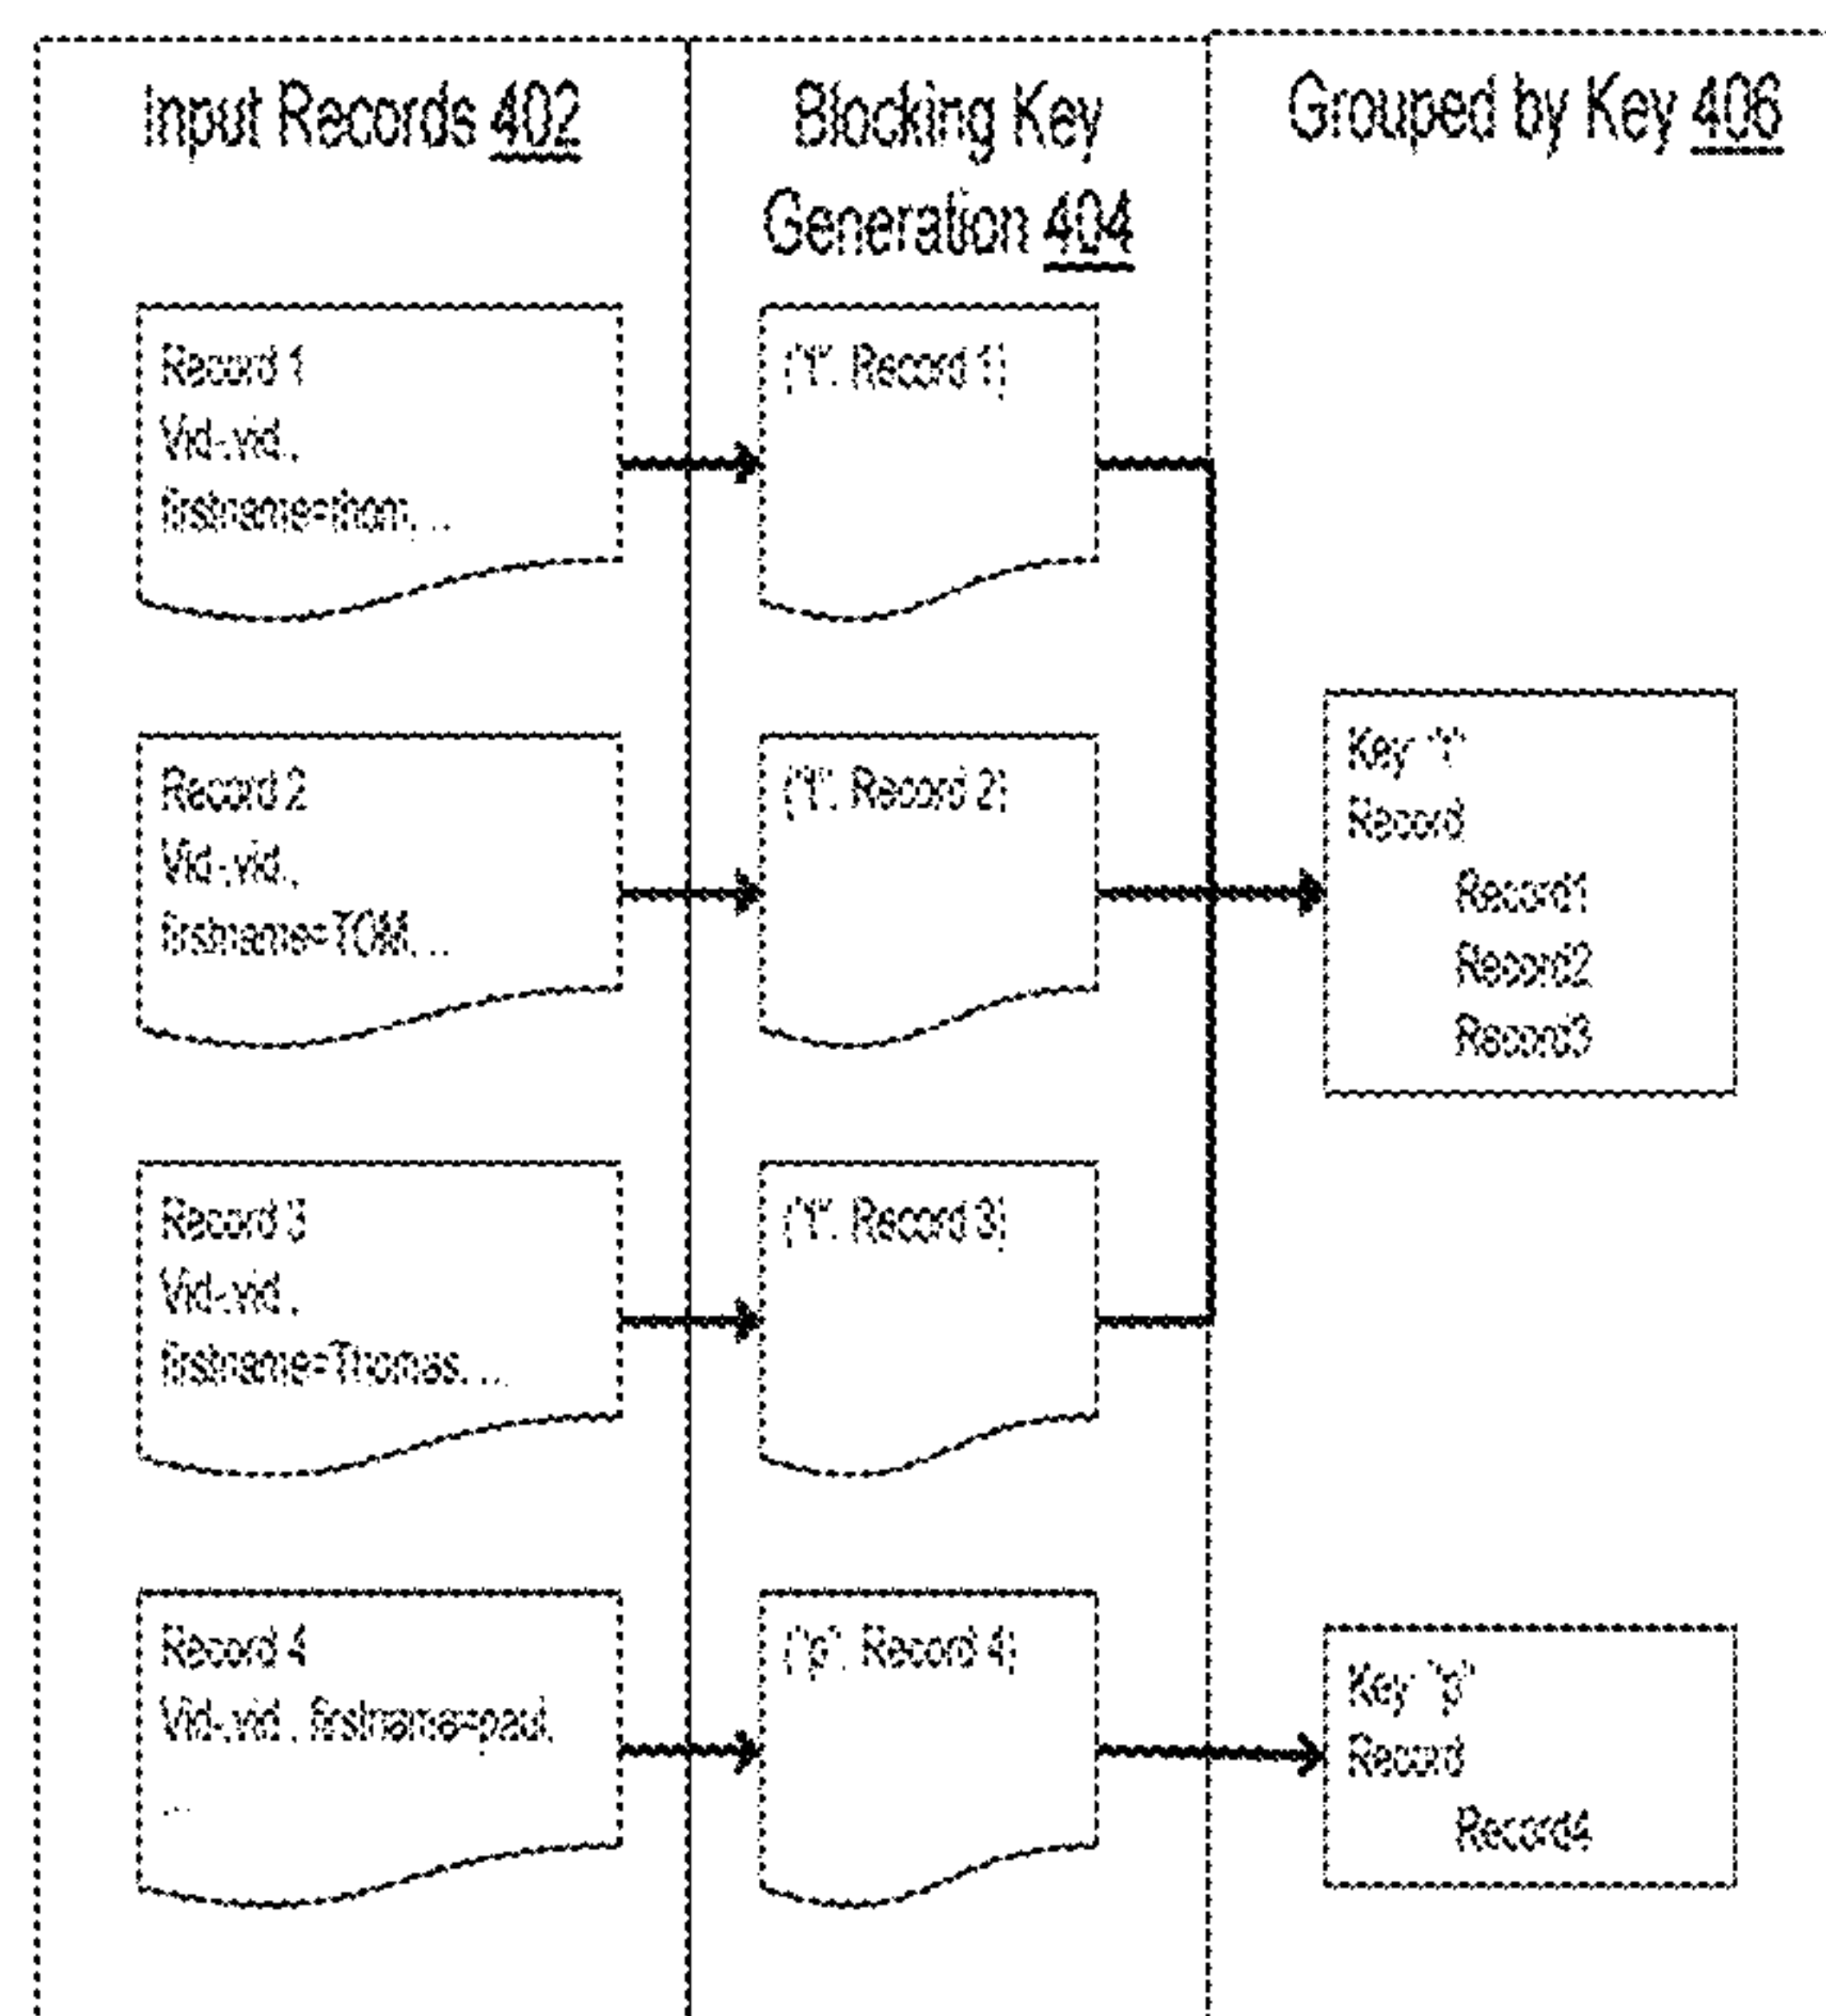 Input Records 402
Blocking Key
Generation 404
Grouped by Key 406
Record 1
Vid-.vid.,
firstname=thom, ...
("t", Record 1)
Record 2
Vid-.vid.,
firstname=TOM, ...
("t", Record 2)
Key "t"
Record
Record1
Record2
Record3
Record 3
Vid-.vid.,
firstname=Thomas, ...
("t", Record 3)
Record 4
Vid-.vid., firstname=paul,
...
("p", Record 4)
Key "p"
Record
Record4